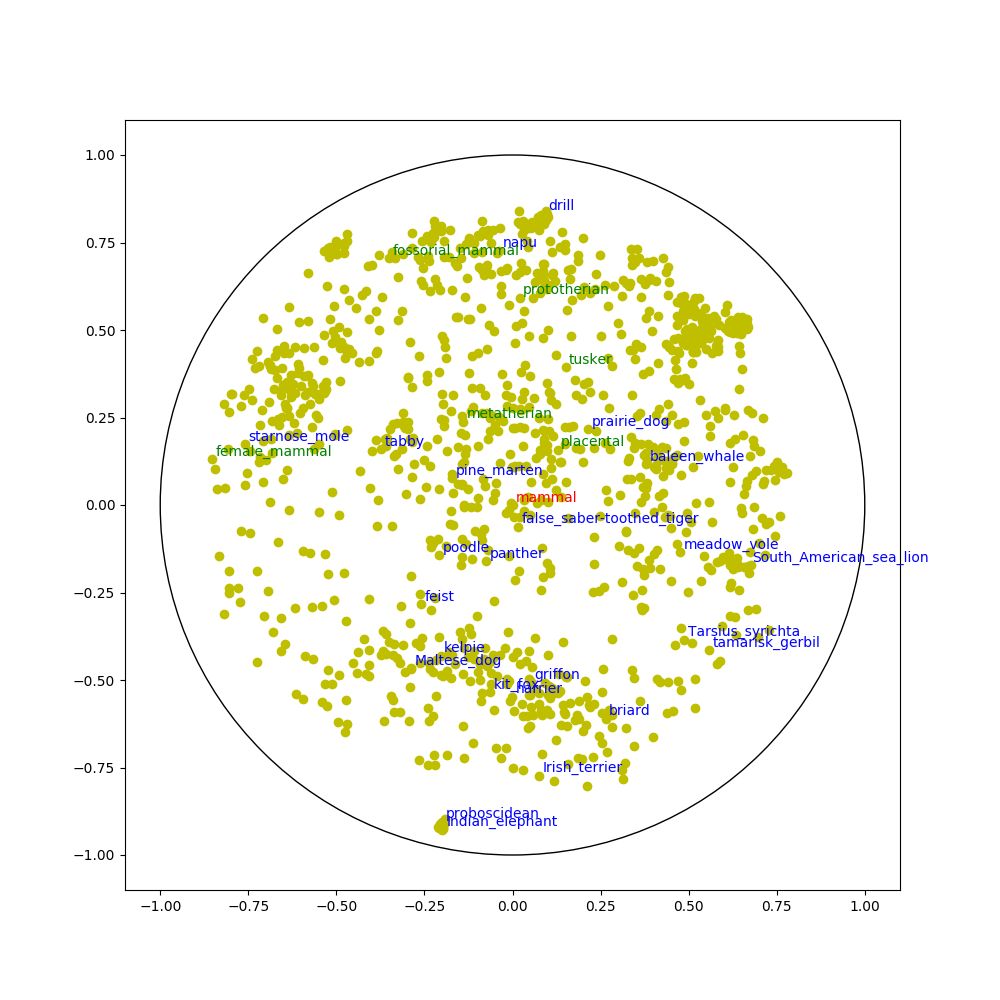 1.00
drill
0.75
napu
fossorial_mammal
prototherian
0.50
tusker
0.25
metatherian
prairie_dog
starnose_mole
tabby
placental
female_mammal
baleen_whale
pine_marten
mammal
0.00
false_saber-toothed_tiger
poodle
panther
meadow_vole
South_American_sea_lion
−0.25
feist
Tarsius_syrichta
tamarisk_gerbil
kelpie
Maltese_dog
griffon
−0.50
kit_fox
harrier
briard
−0.75
Irish_terrier
proboscidean
Indian_elephant
−1.00
−1.00 −0.75 −0.50 −0.25 0.00 0.25 0.50 0.75 1.00